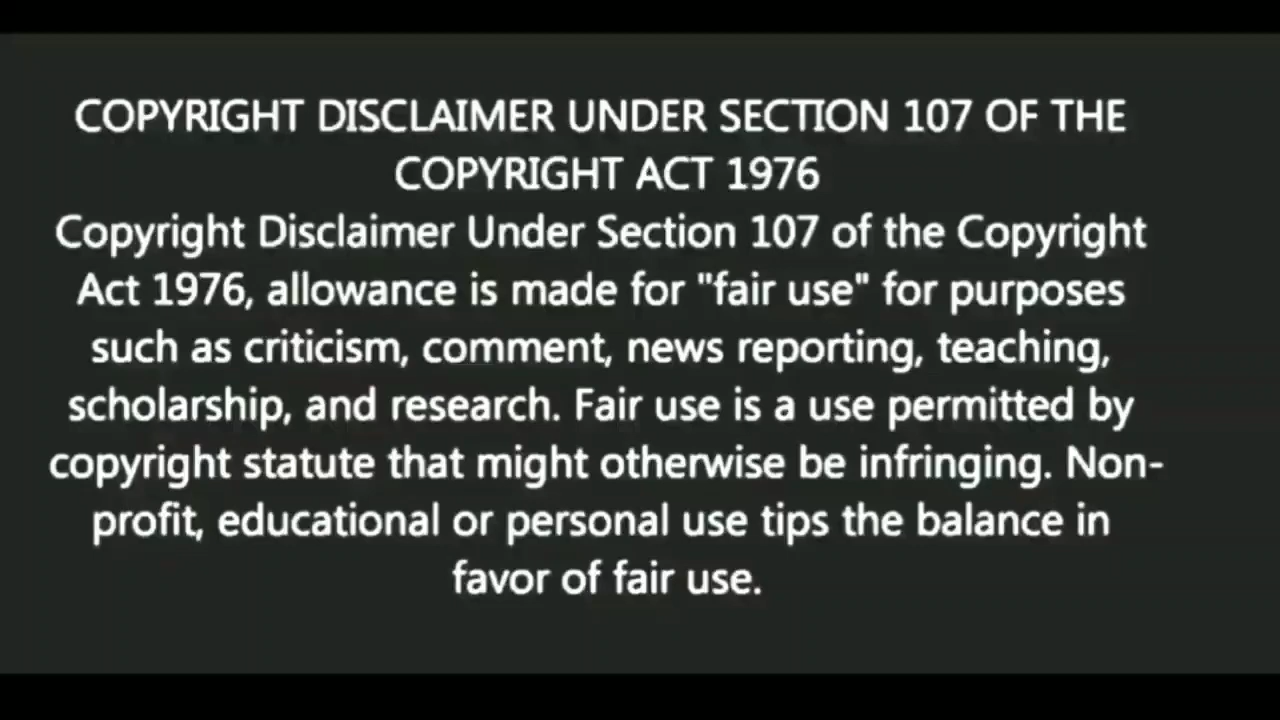 COPYRIGHT DISCLAIMER UNDER SECTION 107 OF THE
COPYRIGHT ACT 1976
Copyright Disclaimer Under Section 107 of the Copyright
Act 1976, allowance is made for "fair use" for purposes
such as criticism, comment, news reporting, teaching,
scholarship, and research. Fair use is a use permitted by
copyright statute that might otherwise be infringing. Non-
profit, educational or personal use tips the balance in
favor of fair use.